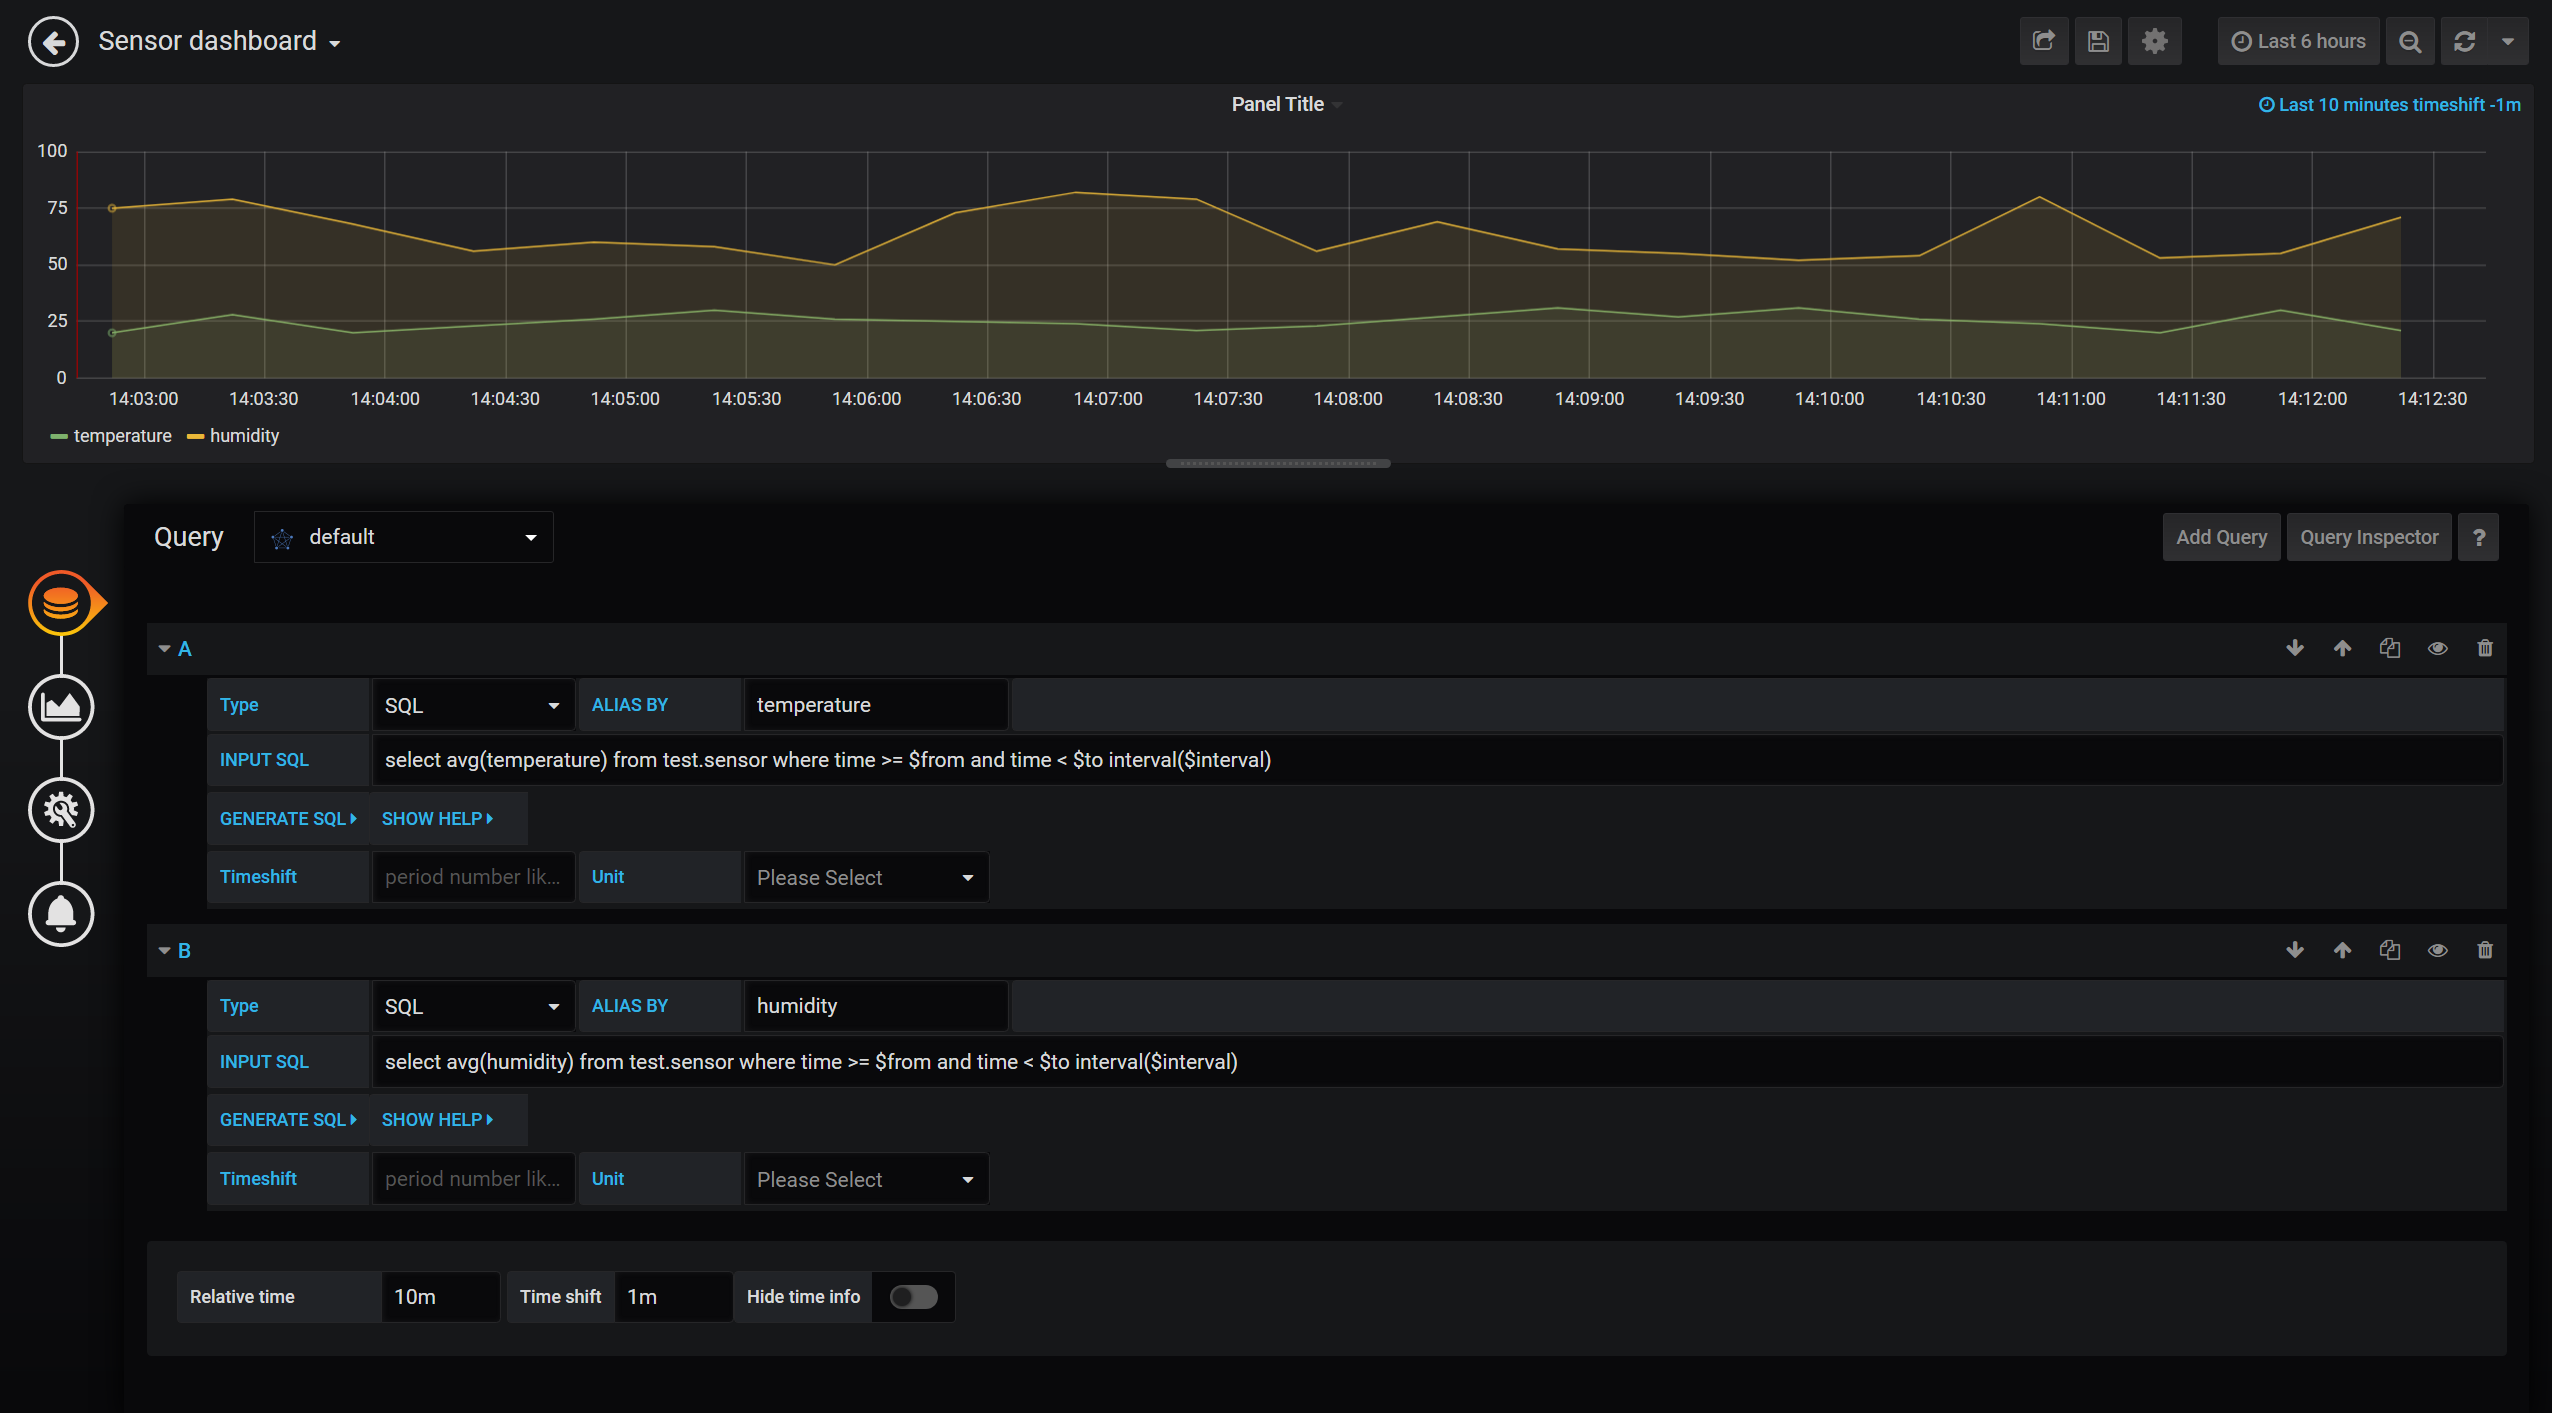 Sensor dashboard
Last 6 hours
Panel Title
Last 10 minutes timeshift -1m
100
75
50
25
0
14:03:00 14:03:30 14:04:00 14:04:30 14:05:00 14:05:30 14:06:00 14:06:30 14:07:00 14:07:30 14:08:00 14:08:30 14:09:00 14:09:30 14:10:00 14:10:30 14:11:00 14:11:30 14:12:00 14:12:30
temperature humidity
Query default Add Query Query Inspector ?
A
Type SQL ALIAS BY temperature
INPUT SQL select avg(temperature) from test.sensor where time >= $from and time < $to interval($interval)
GENERATE SQL SHOW HELP
Timeshift period number lik... Unit Please Select
B
Type SQL ALIAS BY humidity
INPUT SQL select avg(humidity) from test.sensor where time >= $from and time < $to interval($interval)
GENERATE SQL SHOW HELP
Timeshift period number lik... Unit Please Select
Relative time 10m Time shift 1m Hide time info